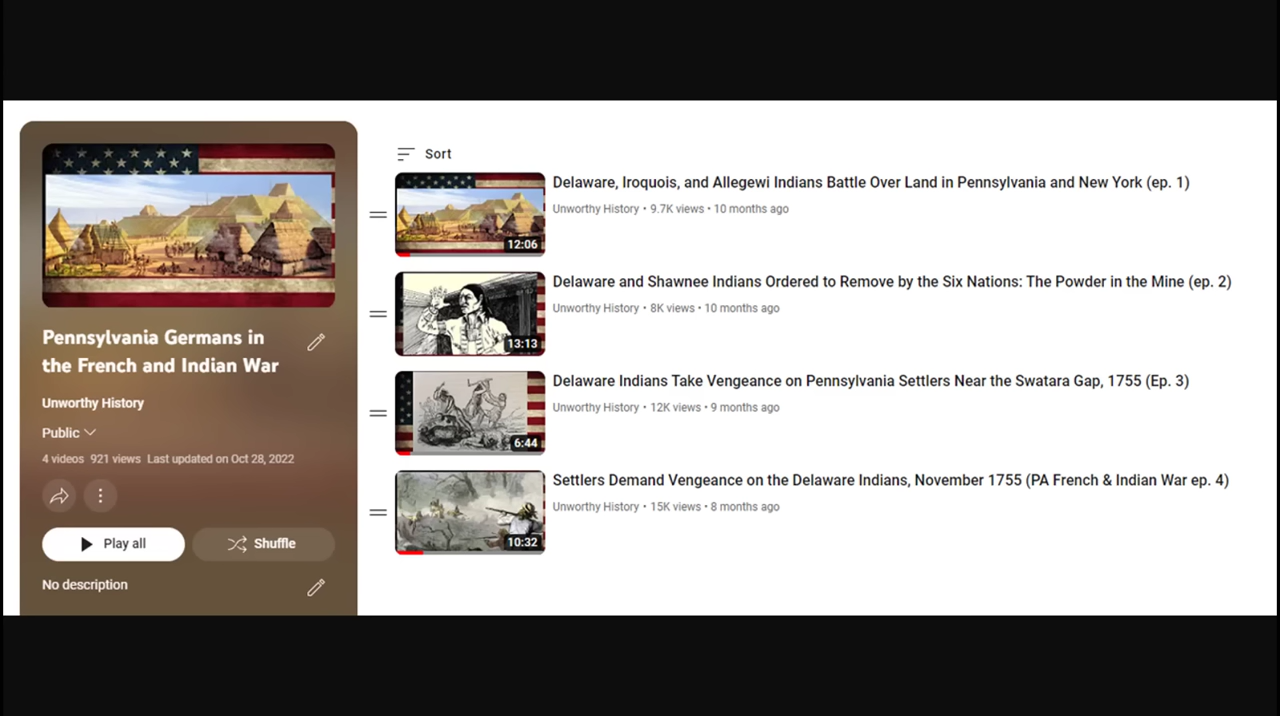 Pennsylvania Germans in
the French and Indian War
Unworthy History
Public
4 videos 921 views Last updated on Oct 28, 2022
Play all
Shuffle
No description
Sort
12:06
Delaware, Iroquois, and Allegewi Indians Battle Over Land in Pennsylvania and New York (ep. 1)
Unworthy History • 9.7K views • 10 months ago
13:13
Delaware and Shawnee Indians Ordered to Remove by the Six Nations: The Powder in the Mine (ep. 2)
Unworthy History • 8K views • 10 months ago
6:44
Delaware Indians Take Vengeance on Pennsylvania Settlers Near the Swatara Gap, 1755 (Ep. 3)
Unworthy History • 12K views • 9 months ago
10:32
Settlers Demand Vengeance on the Delaware Indians, November 1755 (PA French & Indian War ep. 4)
Unworthy History • 15K views • 8 months ago